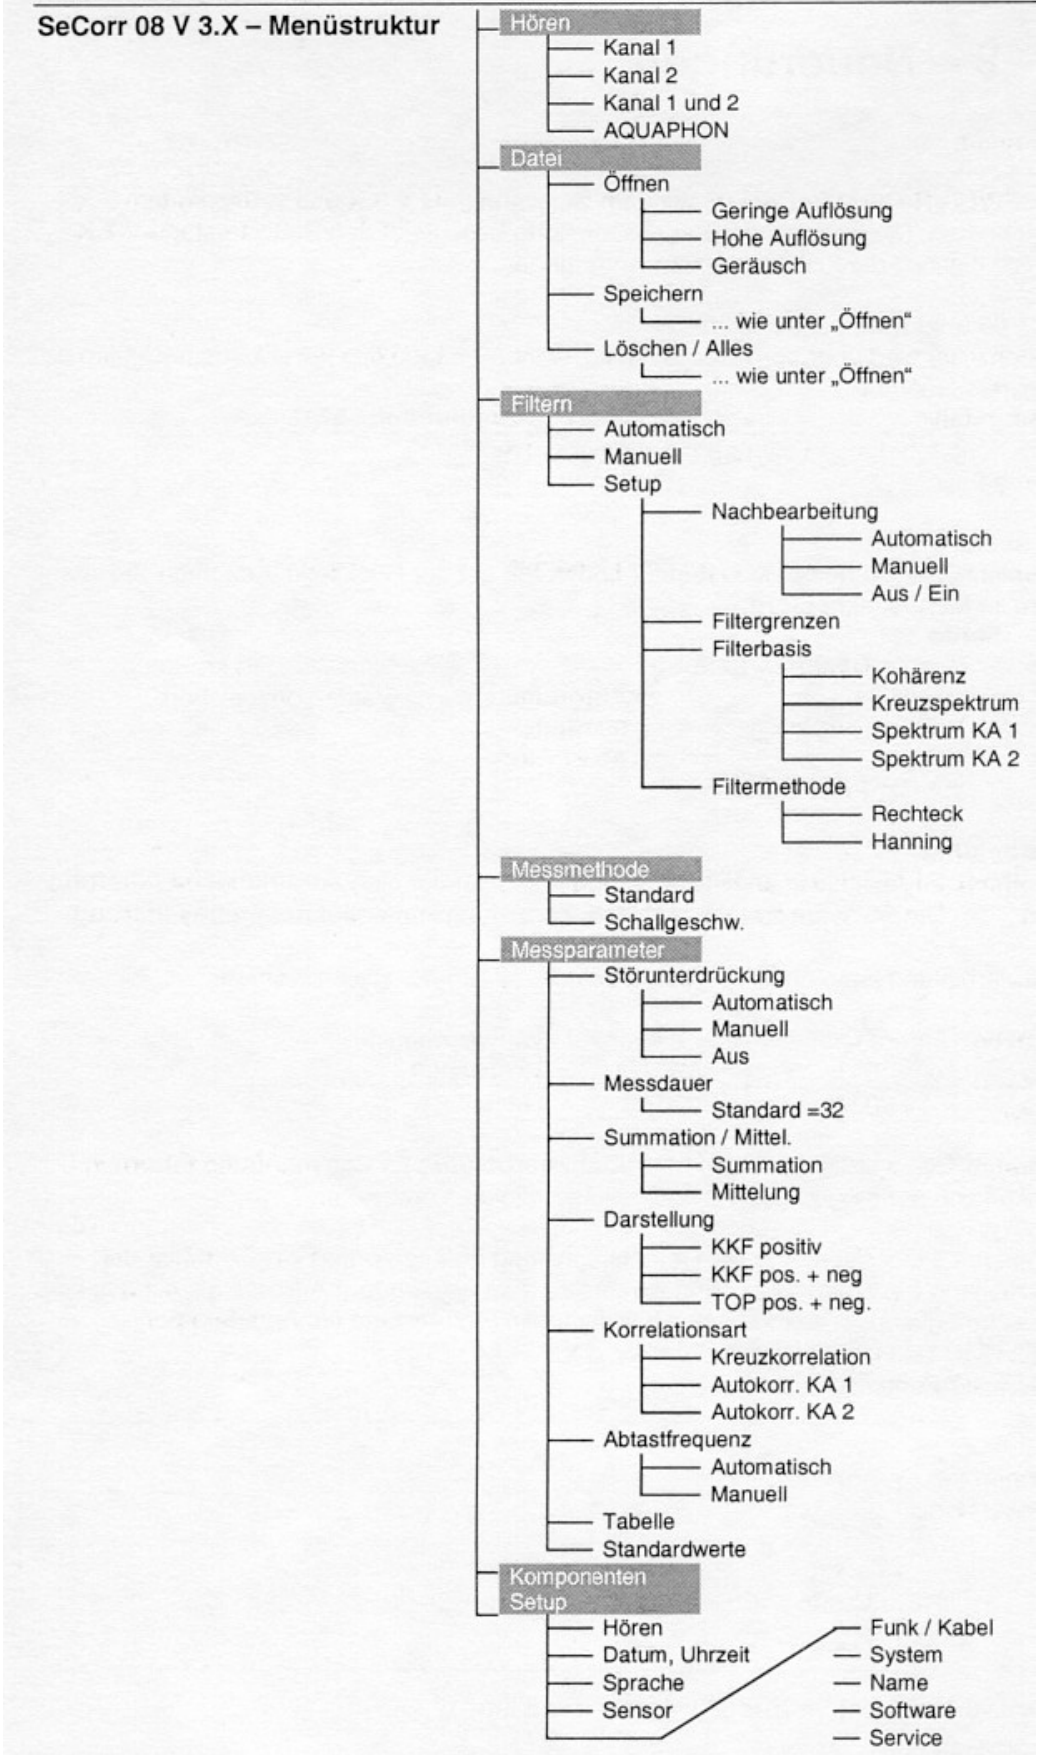 SeCorr 08 V 3.X – Menüstruktur
Hören
Kanal 1
Kanal 2
Kanal 1 und 2
AQUAPHON
Datei
Öffnen
Geringe Auflösung
Hohe Auflösung
Geräusch
Speichern
... wie unter „Öffnen“
Löschen / Alles
... wie unter „Öffnen“
Filtern
Automatisch
Manuell
Setup
Nachbearbeitung
Automatisch
Manuell
Aus / Ein
Filtergrenzen
Filterbasis
Kohärenz
Kreuzspektrum
Spektrum KA 1
Spektrum KA 2
Filtermethode
Rechteck
Hanning
Messmethode
Standard
Schallgeschw.
Messparameter
Störunterdrückung
Automatisch
Manuell
Aus
Messdauer
Standard =32
Summation / Mittel.
Summation
Mittelung
Darstellung
KKF positiv
KKF pos. + neg
TOP pos. + neg.
Korrelationsart
Kreuzkorrelation
Autokorr. KA 1
Autokorr. KA 2
Abtastfrequenz
Automatisch
Manuell
Tabelle
Standardwerte
Komponenten
Setup
Hören
Datum, Uhrzeit
Sprache
Sensor
Funk / Kabel
System
Name
Software
Service